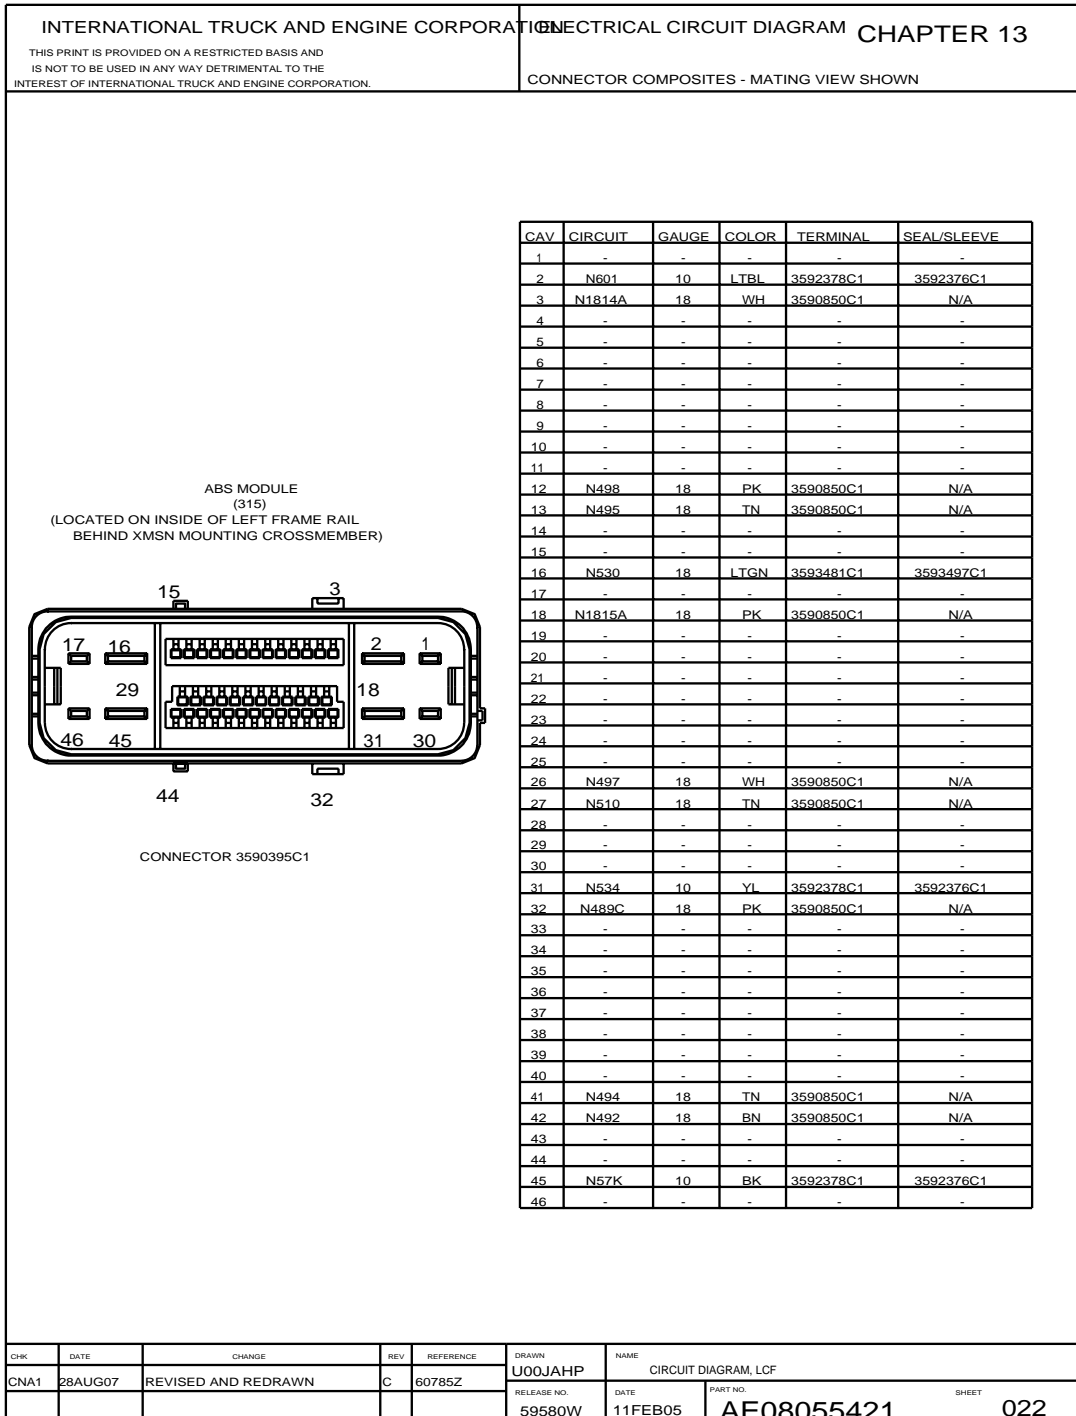 INTERNATIONAL TRUCK AND ENGINE CORPORATION
THIS PRINT IS PROVIDED ON A RESTRICTED BASIS AND
IS NOT TO BE USED IN ANY WAY DETRIMENTAL TO THE
INTEREST OF INTERNATIONAL TRUCK AND ENGINE CORPORATION.
ELECTRICAL CIRCUIT DIAGRAM CHAPTER 13
CONNECTOR COMPOSITES - MATING VIEW SHOWN
ABS MODULE
(315)
(LOCATED ON INSIDE OF LEFT FRAME RAIL
BEHIND XMSN MOUNTING CROSSMEMBER)
15 3
17 16 2 1
29 18
46 45 31 30
44 32
CONNECTOR 3590395C1
CAV CIRCUIT GAUGE COLOR TERMINAL SEAL/SLEEVE
1 - - - - -
2 N601 10 LTBL 3592378C1 3592376C1
3 N1814A 18 WH 3590850C1 N/A
4 - - - - -
5 - - - - -
6 - - - - -
7 - - - - -
8 - - - - -
9 - - - - -
10 - - - - -
11 - - - - -
12 N498 18 PK 3590850C1 N/A
13 N495 18 TN 3590850C1 N/A
14 - - - - -
15 - - - - -
16 N530 18 LTGN 3593481C1 3593497C1
17 - - - - -
18 N1815A 18 PK 3590850C1 N/A
19 - - - - -
20 - - - - -
21 - - - - -
22 - - - - -
23 - - - - -
24 - - - - -
25 - - - - -
26 N497 18 WH 3590850C1 N/A
27 N510 18 TN 3590850C1 N/A
28 - - - - -
29 - - - - -
30 - - - - -
31 N534 10 YL 3592378C1 3592376C1
32 N489C 18 PK 3590850C1 N/A
33 - - - - -
34 - - - - -
35 - - - - -
36 - - - - -
37 - - - - -
38 - - - - -
39 - - - - -
40 - - - - -
41 N494 18 TN 3590850C1 N/A
42 N492 18 BN 3590850C1 N/A
43 - - - - -
44 - - - - -
45 N57K 10 BK 3592378C1 3592376C1
46 - - - - -
CHK DATE CHANGE REV REFERENCE
CNA1 28AUG07 REVISED AND REDRAWN C 60785Z
DRAWN
U00JAHP
NAME
CIRCUIT DIAGRAM, LCF
RELEASE NO.
59580W
DATE
11FEB05
PART NO.
AE08055421
SHEET
022